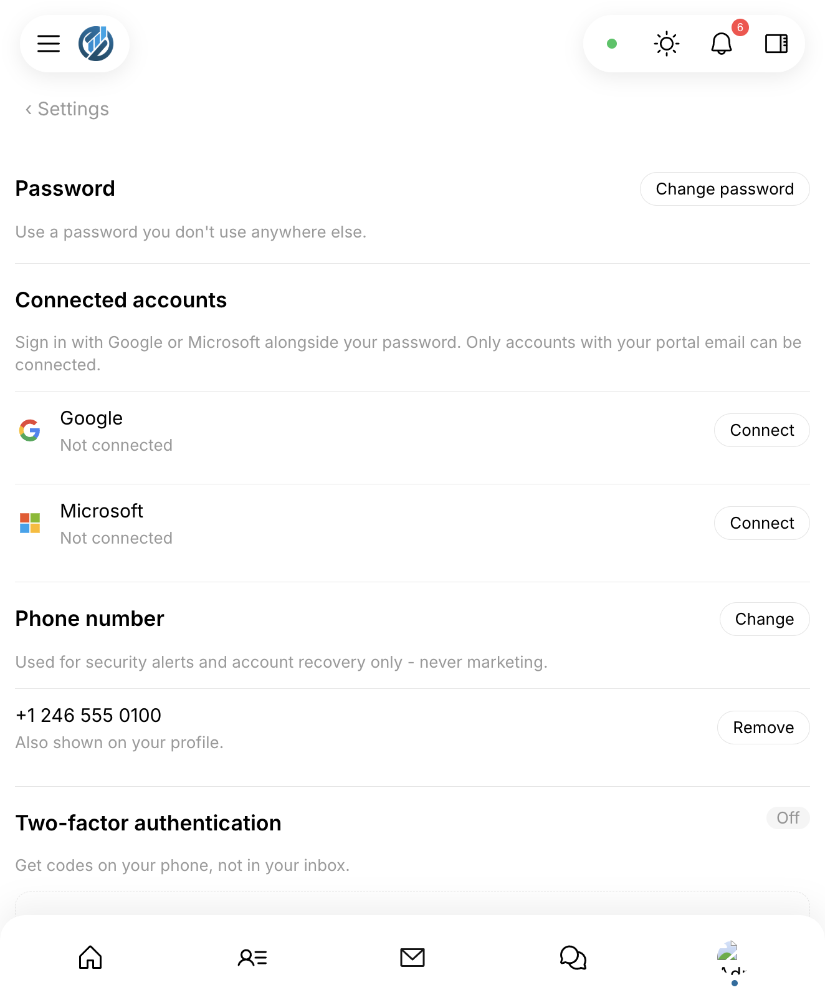 6
‹ Settings
Password
Change password
Use a password you don't use anywhere else.
Connected accounts
Sign in with Google or Microsoft alongside your password. Only accounts with your portal email can be
connected.
Google
Not connected
Connect
Microsoft
Not connected
Connect
Phone number
Change
Used for security alerts and account recovery only - never marketing.
+1 246 555 0100
Also shown on your profile.
Remove
Two-factor authentication
Off
Get codes on your phone, not in your inbox.